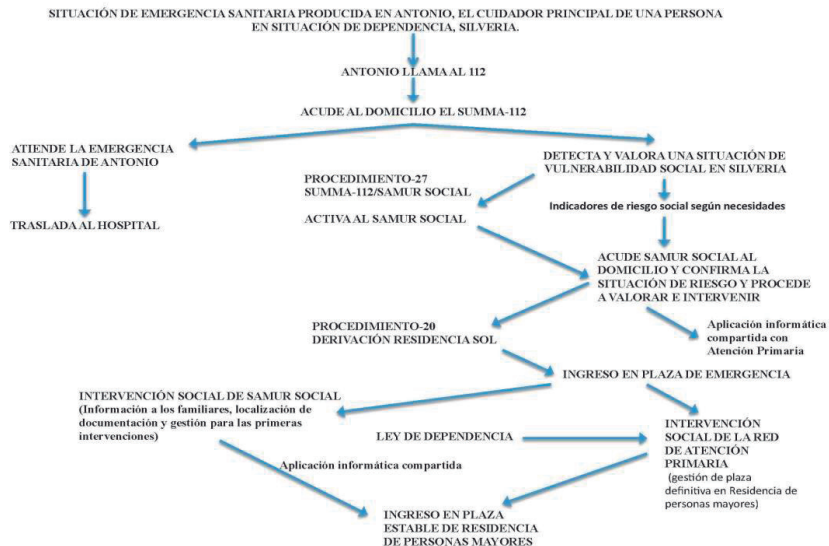 SITUACIÓN DE EMERGENCIA SANITARIA PRODUCIDA EN ANTONIO, EL CUIDADOR PRINCIPAL DE UNA PERSONA
EN SITUACIÓN DE DEPENDENCIA, SILVERIA.
ANTONIO LLAMA AL 112
ACUDE AL DOMICILIO EL SUMMA-112
ATIENDE LA EMERGENCIA
SANITARIA DE ANTONIO
TRASLADA AL HOSPITAL
DETECTA Y VALORA UNA SITUACIÓN DE
VULNERABILIDAD SOCIAL EN SILVERIA
PROCEDIMIENTO-27
SUMMA-112/SAMUR SOCIAL
ACTIVA AL SAMUR SOCIAL
Indicadores de riesgo social según necesidades
ACUDE SAMUR SOCIAL AL
DOMICILIO Y CONFIRMA LA
SITUACIÓN DE RIESGO Y PROCEDE
A VALORAR E INTERVENIR
PROCEDIMIENTO-20
DERIVACIÓN RESIDENCIA SOL
Aplicación informática
compartida con
Atención Primaria
INGRESO EN PLAZA DE EMERGENCIA
INTERVENCIÓN SOCIAL DE SAMUR SOCIAL
(Información a los familiares, localización de
documentación y gestión para las primeras
intervenciones)
LEY DE DEPENDENCIA
INTERVENCIÓN
SOCIAL DE LA RED
DE ATENCIÓN
PRIMARIA
(gestión de plaza
definitiva en Residencia de
personas mayores)
Aplicación informática compartida
INGRESO EN PLAZA
ESTABLE DE RESIDENCIA
DE PERSONAS MAYORES